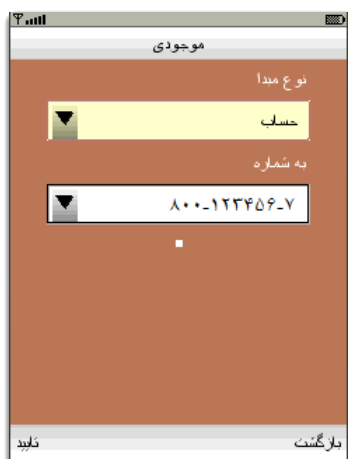 موجودی
نوع مبدا
حساب
به شماره
۸۰۰-۱۲۳۴۵۶-۷
بازگشت
تایید